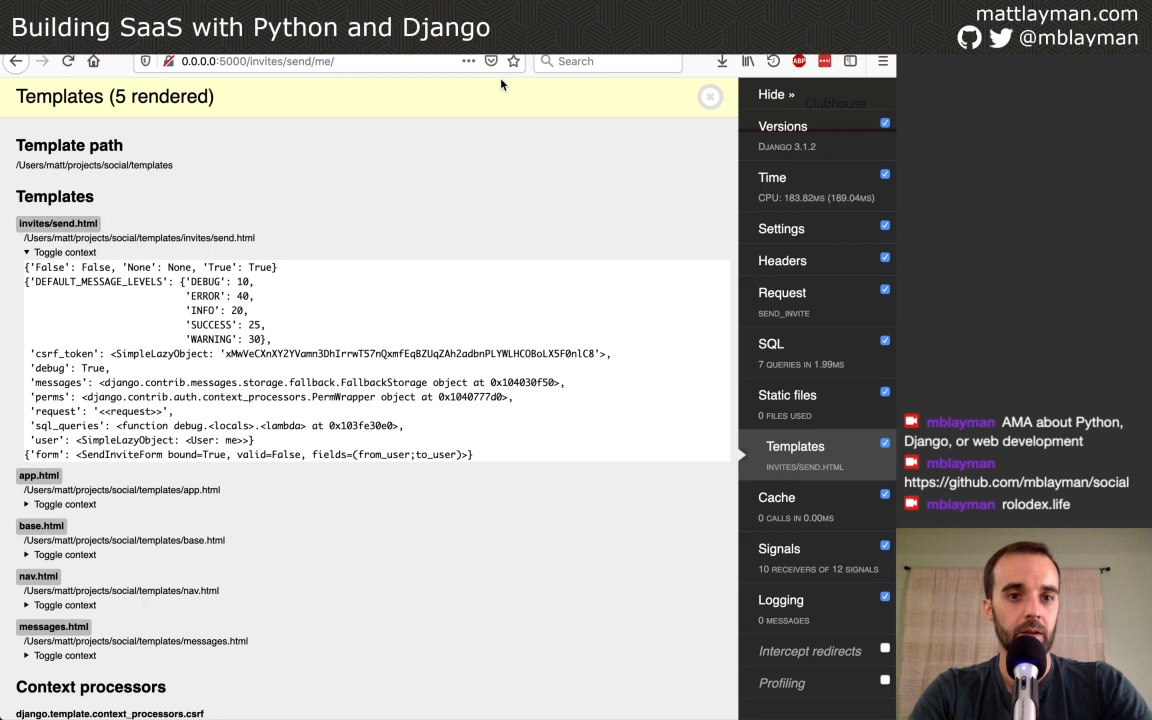 Building SaaS with Python and Django
mattlayman.com
@mblayman
0.0.0.0:5000/invites/send/me/
Search
ABP
Templates (5 rendered)
Template path
/Users/matt/projects/social/templates
Templates
invites/send.html
/Users/matt/projects/social/templates/invites/send.html
Toggle context
{'False': False, 'None': None, 'True': True}
{'DEFAULT_MESSAGE_LEVELS': {'DEBUG': 10,
'ERROR': 40,
'INFO': 20,
'SUCCESS': 25,
'WARNING': 30},
'csrf_token': <SimpleLazyObject: 'xMwVeCXnXY2YVamn3DhIrrwT57nQxmfEqBZUqZAh2adbnPLYWLHCOBoLX5F0nlC8'>,
'debug': True,
'messages': <django.contrib.messages.storage.fallback.FallbackStorage object at 0x104030f50>,
'perms': <django.contrib.auth.context_processors.PermWrapper object at 0x1040777d0>,
'request': '<<request>>',
'sql_queries': <function debug.<locals>.<lambda> at 0x103fe30e0>,
'user': <SimpleLazyObject: <User: me>>}
{'form': <SendInviteForm bound=True, valid=False, fields=(from_user;to_user)>}
app.html
/Users/matt/projects/social/templates/app.html
Toggle context
base.html
/Users/matt/projects/social/templates/base.html
Toggle context
nav.html
/Users/matt/projects/social/templates/nav.html
Toggle context
messages.html
/Users/matt/projects/social/templates/messages.html
Toggle context
Context processors
django.template.context_processors.csrf
Hide »
Clubhouse
Versions
DJANGO 3.1.2
Time
CPU: 183.82MS (189.04MS)
Settings
Headers
Request
SEND_INVITE
SQL
7 QUERIES IN 1.99MS
Static files
0 FILES USED
Templates
INVITES/SEND.HTML
Cache
0 CALLS IN 0.00MS
Signals
10 RECEIVERS OF 12 SIGNALS
Logging
0 MESSAGES
Intercept redirects
Profiling
mblayman AMA about Python,
Django, or web development
mblayman
https://github.com/mblayman/social
mblayman rolodex.life